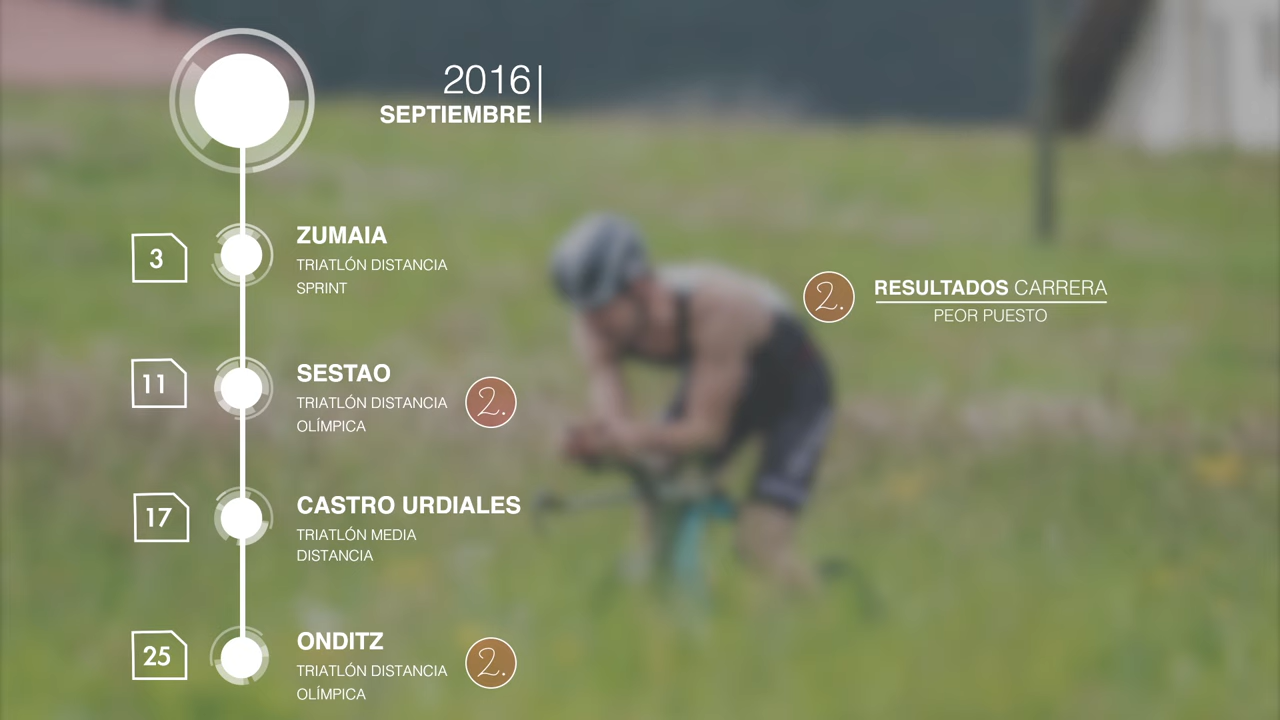 2016
SEPTIEMBRE
3
ZUMAIA
TRIATLÓN DISTANCIA
SPRINT
2.
RESULTADOS CARRERA
PEOR PUESTO
11
SESTAO
TRIATLÓN DISTANCIA
OLÍMPICA
2.
17
CASTRO URDIALES
TRIATLÓN MEDIA
DISTANCIA
25
ONDITZ
TRIATLÓN DISTANCIA
OLÍMPICA
2.